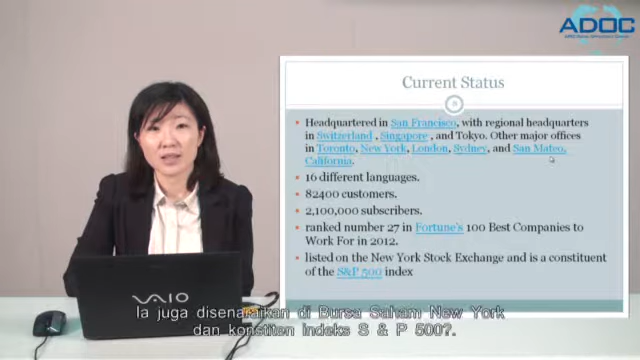 ADOC
Current Status
Headquartered in San Francisco, with regional headquarters
in Switzerland , Singapore , and Tokyo. Other major offices
in Toronto, New York, London, Sydney, and San Mateo,
California.
16 different languages.
82400 customers.
2,100,000 subscribers.
ranked number 27 in Fortune's 100 Best Companies to
Work For in 2012.
listed on the New York Stock Exchange and is a constituent
of the S&P 500 index
VAIO
Ia juga disenaraikan di Bursa Saham New York
dan konstiten indeks S & P 500?.